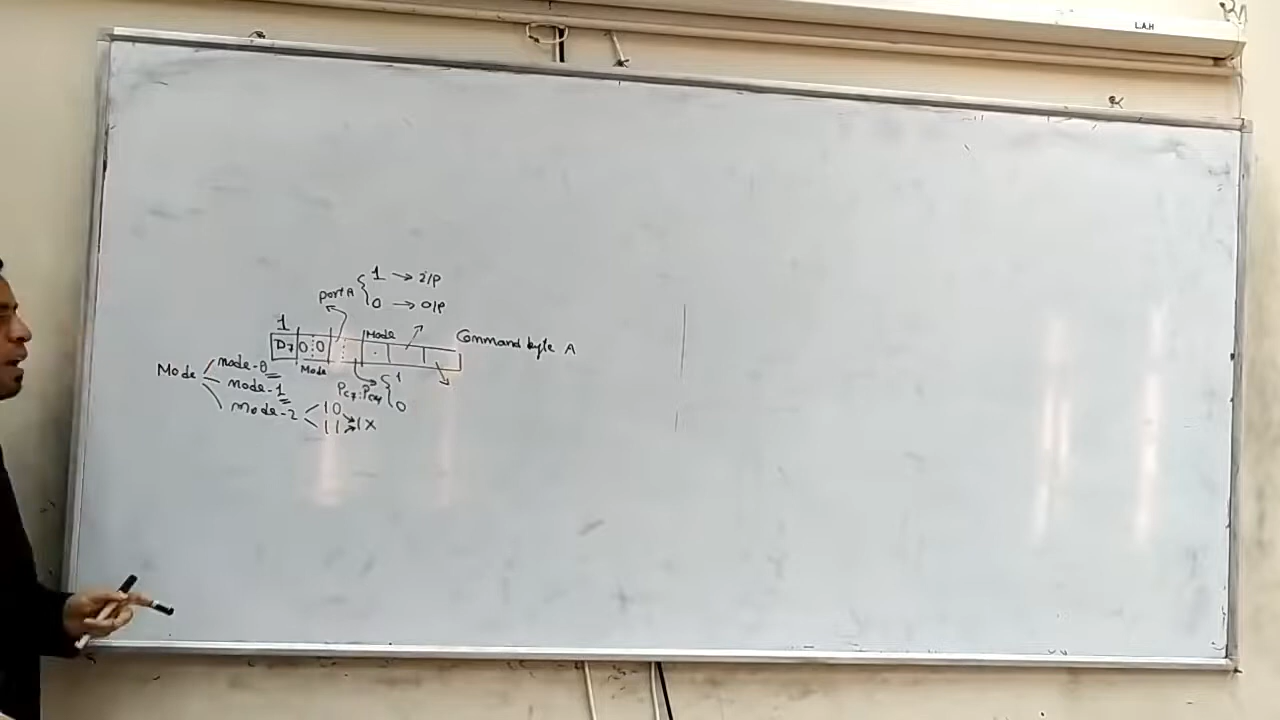 L.A.H
1 → i/p
Port A
0 → o/p
1
Mode
Command byte A
D7 0 0
Mode
Mode
mode-0
mode-1
mode-2
PC7:PC4
1
0
10
11 → 1X